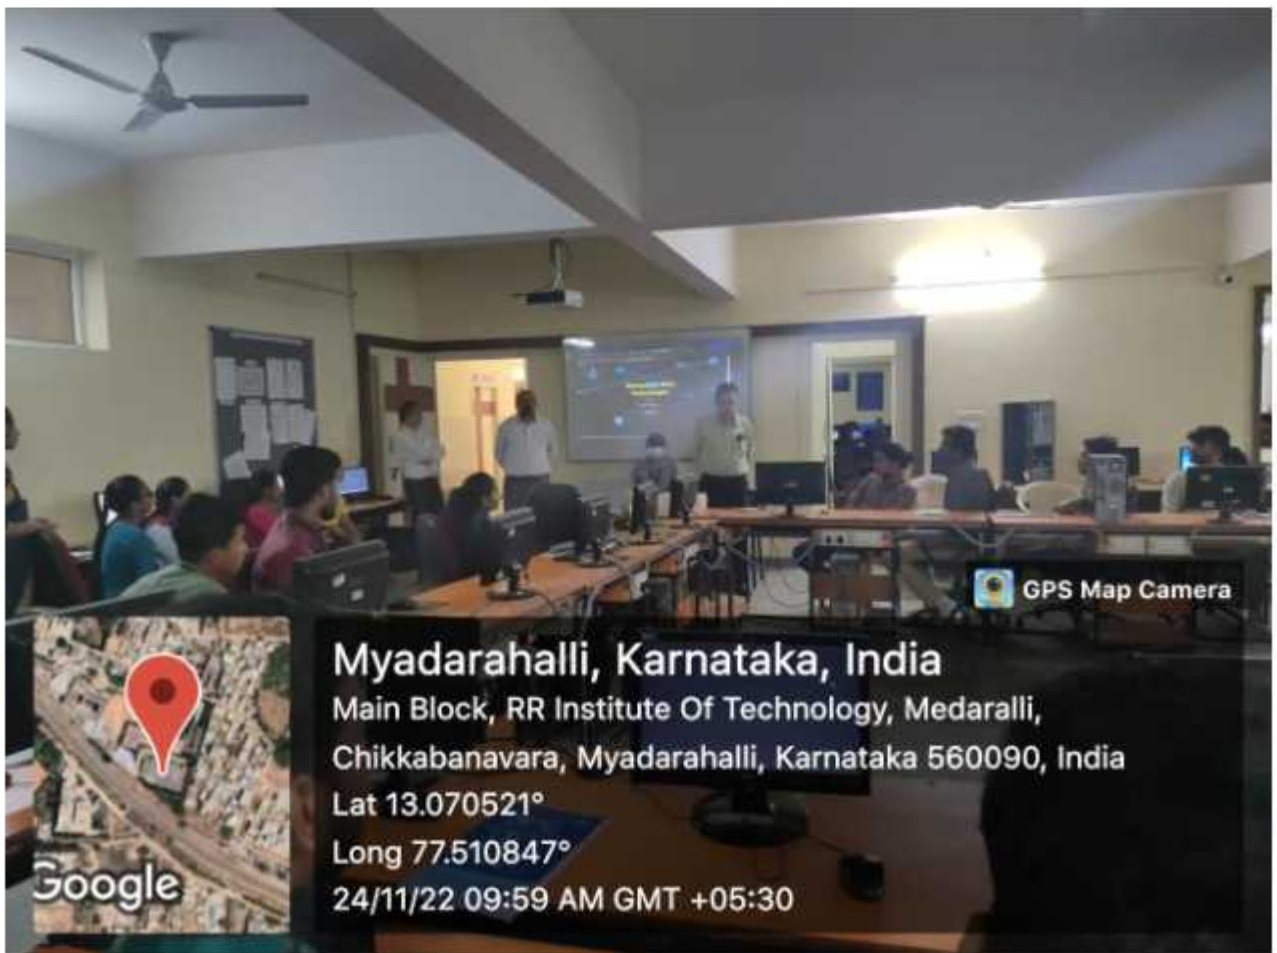 GPS Map Camera
Myadarahalli, Karnataka, India
Main Block, RR Institute Of Technology, Medaralli,
Chikkabanavara, Myadarahalli, Karnataka 560090, India
Lat 13.070521°
Long 77.510847°
24/11/22 09:59 AM GMT +05:30
Google